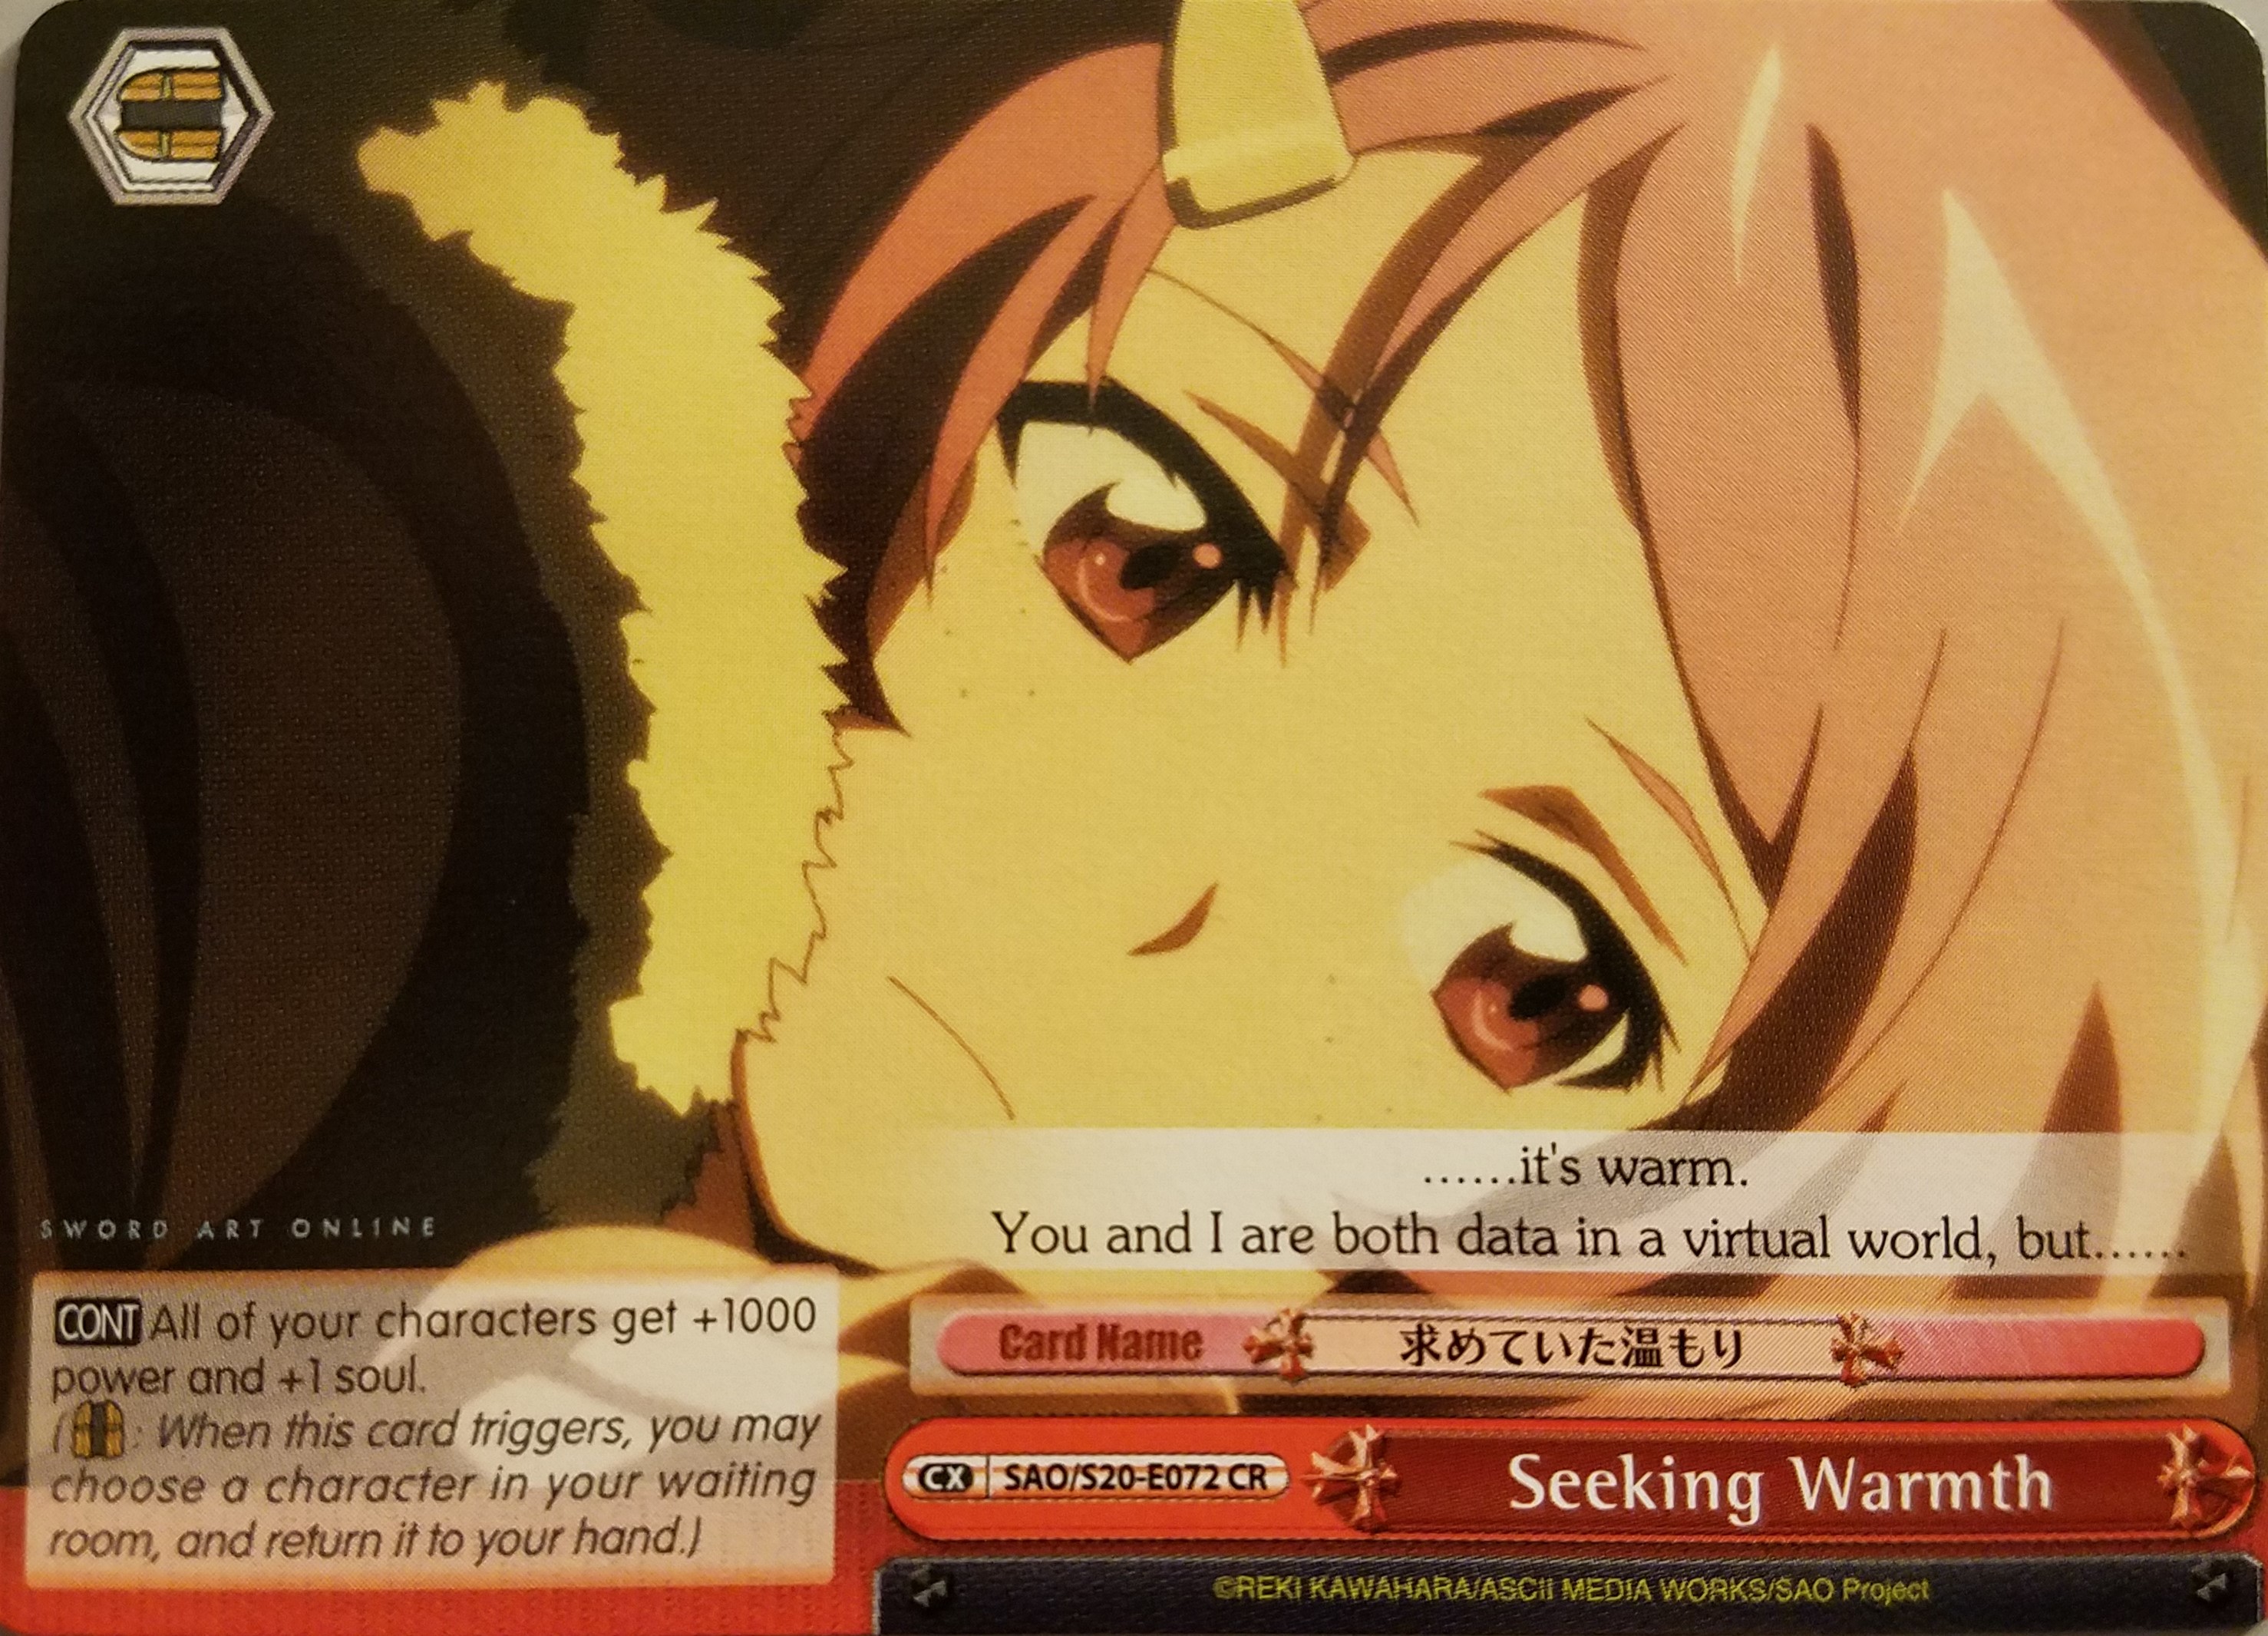 ......it's warm.
You and I are both data in a virtual world, but......
SWORD ART ONLINE
CONT All of your characters get +1000
power and +1 soul.
( : When this card triggers, you may
choose a character in your waiting
room, and return it to your hand.)
Card Name 求めていた温もり
CX SAO/S20-E072 CR Seeking Warmth
©REKI KAWAHARA/ASCII MEDIA WORKS/SAO Project